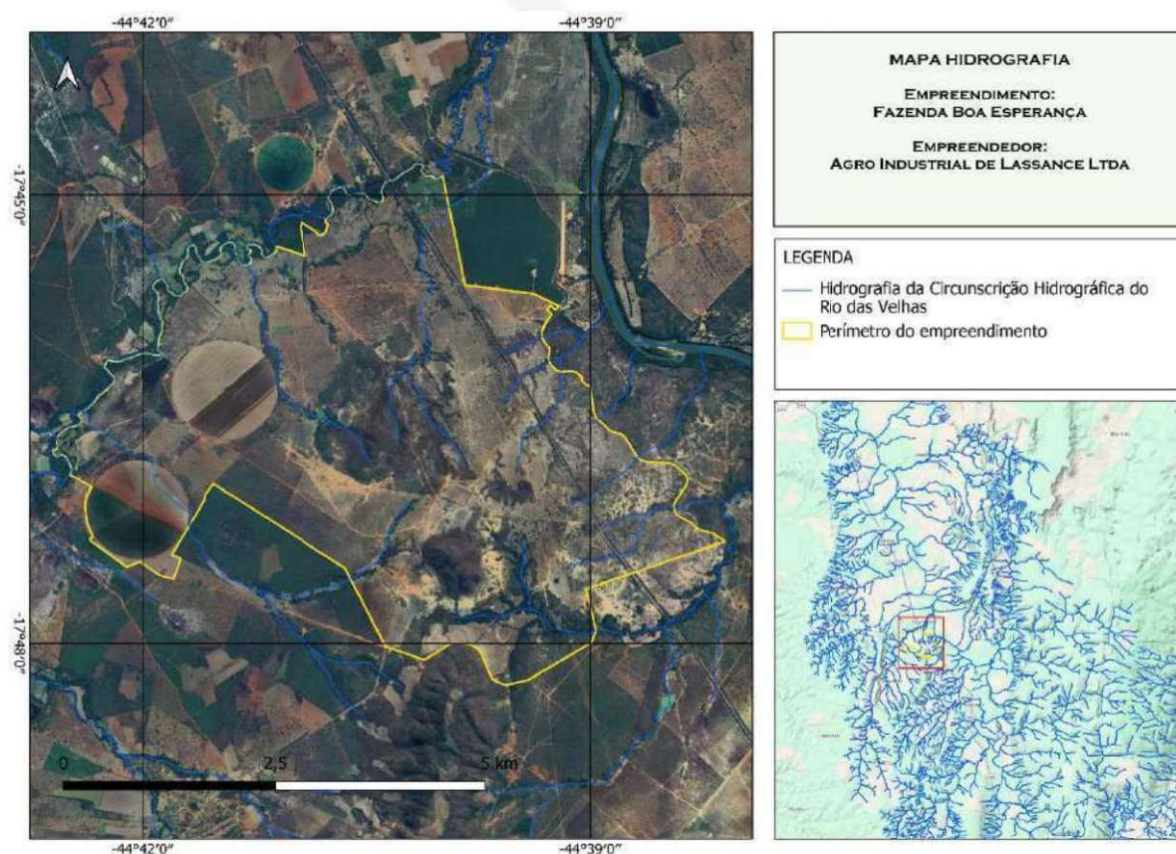 -44°42'0"
-44°39'0"
-17°45'0"
-17°48'0"
0
2,5
5 km
-44°42'0"
-44°39'0"
MAPA HIDROGRAFIA
EMPREENDIMENTO:
FAZENDA BOA ESPERANÇA
EMPREENDEDOR:
AGRO INDUSTRIAL DE LASSANCE LTDA
LEGENDA
Hidrografia da Circunscrição Hidrográfica do
Rio das Velhas
Perímetro do empreendimento